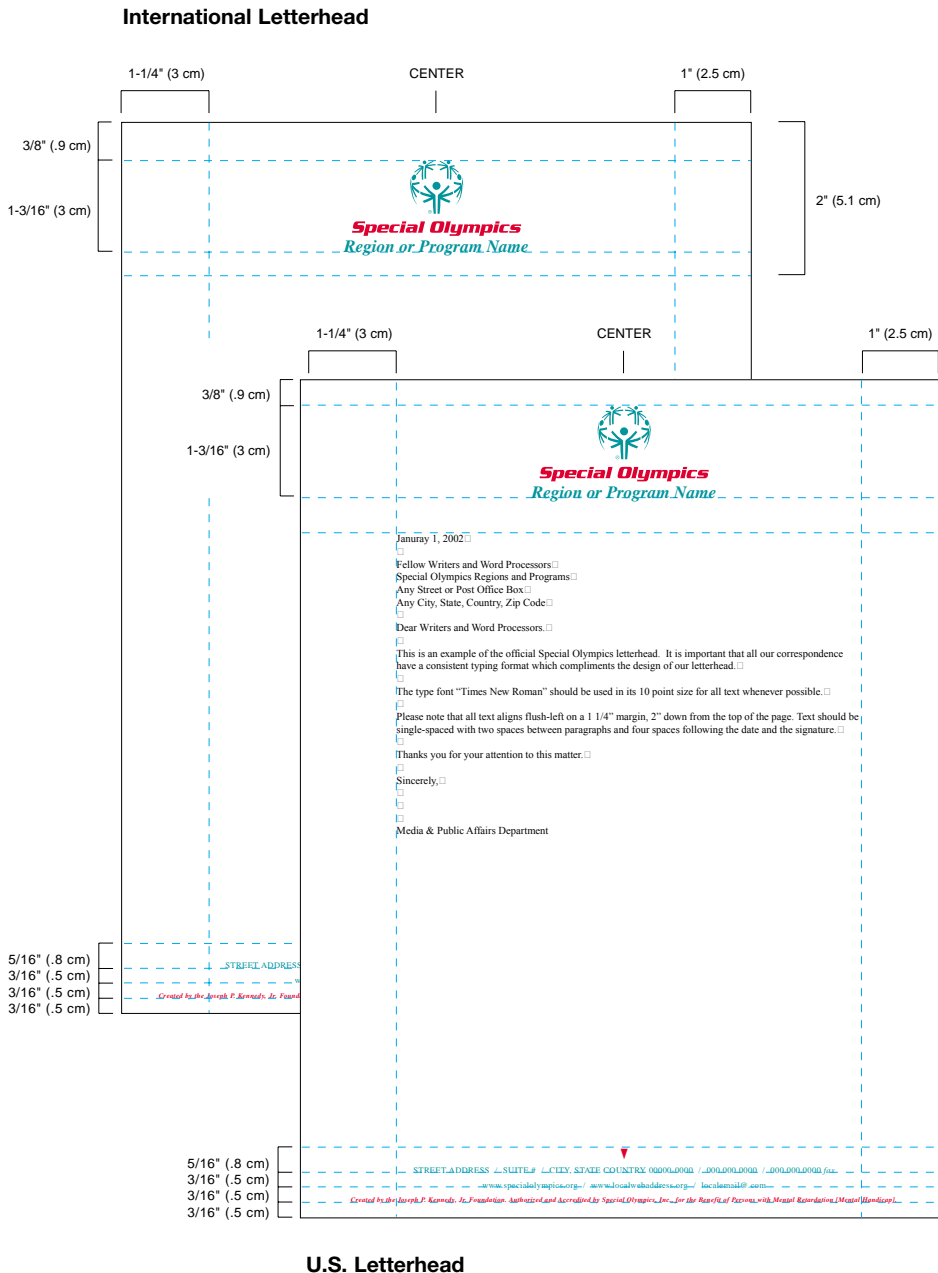 International Letterhead
1-1/4" (3 cm)
CENTER
1" (2.5 cm)
3/8" (.9 cm)
1-3/16" (3 cm)
2" (5.1 cm)
®
Special Olympics
Region or Program Name
1-1/4" (3 cm)
CENTER
1" (2.5 cm)
3/8" (.9 cm)
1-3/16" (3 cm)
®
Special Olympics
Region or Program Name
Januray 1, 2002
Fellow Writers and Word Processors
Special Olympics Regions and Programs
Any Street or Post Office Box
Any City, State, Country, Zip Code
Dear Writers and Word Processors.
This is an example of the official Special Olympics letterhead.  It is important that all our correspondence
have a consistent typing format which compliments the design of our letterhead.
The type font “Times New Roman” should be used in its 10 point size for all text whenever possible.
Please note that all text aligns flush-left on a 1 1/4” margin, 2” down from the top of the page. Text should be
single-spaced with two spaces between paragraphs and four spaces following the date and the signature.
Thanks you for your attention to this matter.
Sincerely,
Media & Public Affairs Department
5/16" (.8 cm)
3/16" (.5 cm)
3/16" (.5 cm)
3/16" (.5 cm)
STREET ADDRESS
w
Created by the Joseph P. Kennedy, Jr. Found
5/16" (.8 cm)
3/16" (.5 cm)
3/16" (.5 cm)
3/16" (.5 cm)
STREET ADDRESS / SUITE # / CITY, STATE COUNTRY 00000-0000 / 000.000.0000 / 000.000.0000 fax
www.specialolympics.org / www.localwebaddress.org / localemail@.com
Created by the Joseph P. Kennedy, Jr. Foundation. Authorized and Accredited by Special Olympics, Inc., for the Benefit of Persons with Mental Retardation [Mental Handicap].
U.S. Letterhead